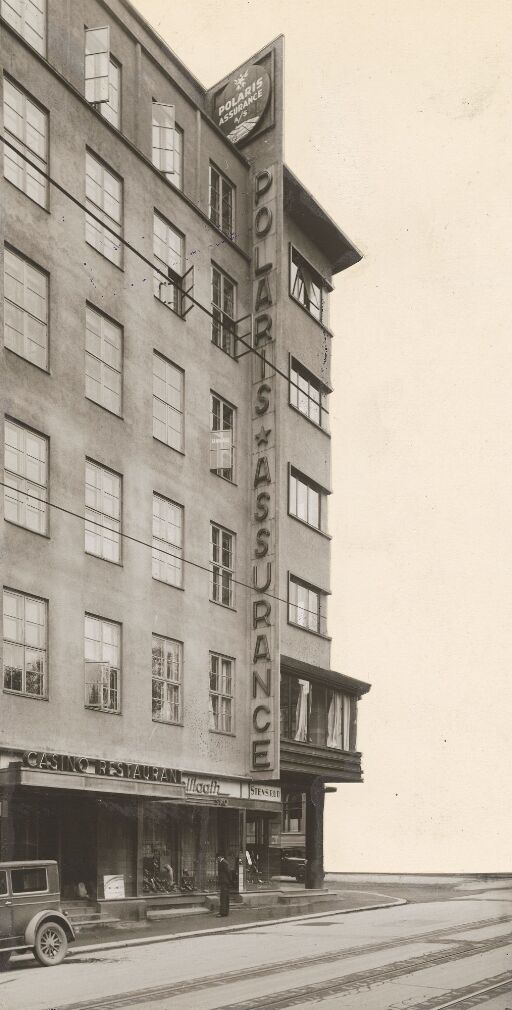 POLARIS
ASSURANCE
A/S
POLARIS ★ ASSURANCE
CASINO RESTAURANT